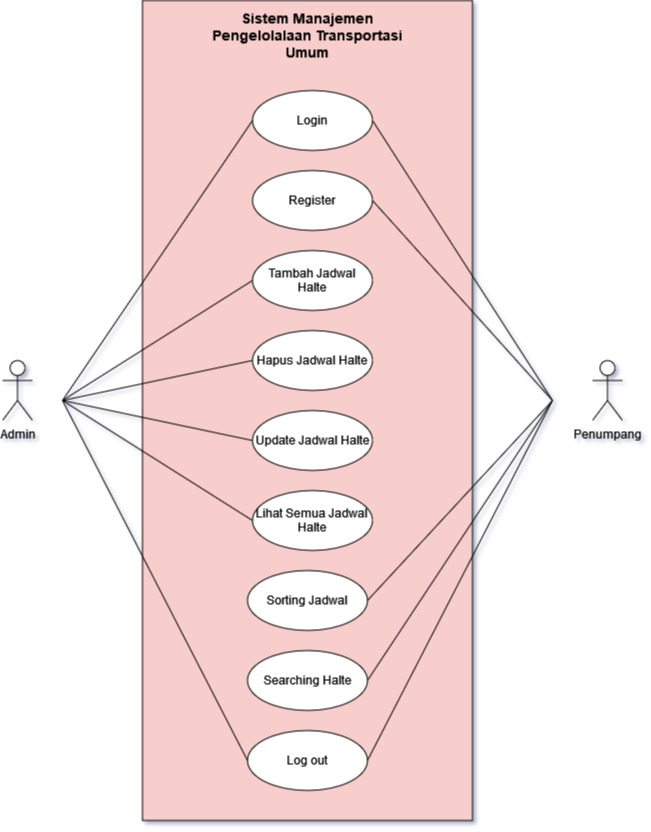 Sistem Manajemen
Pengelolalaan Transportasi
Umum
Login
Register
Tambah Jadwal
Halte
Hapus Jadwal Halte
Update Jadwal Halte
Lihat Semua Jadwal
Halte
Sorting Jadwal
Searching Halte
Log out
Admin
Penumpang